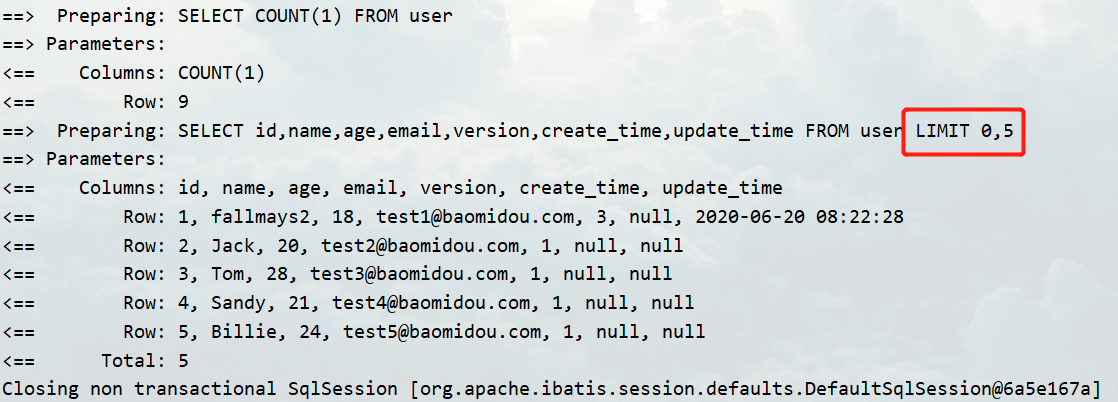 ==>  Preparing: SELECT COUNT(1) FROM user
==> Parameters:
<==    Columns: COUNT(1)
<==        Row: 9
==>  Preparing: SELECT id,name,age,email,version,create_time,update_time FROM user LIMIT 0,5
==> Parameters:
<==    Columns: id, name, age, email, version, create_time, update_time
<==        Row: 1, fallmays2, 18, test1@baomidou.com, 3, null, 2020-06-20 08:22:28
<==        Row: 2, Jack, 20, test2@baomidou.com, 1, null, null
<==        Row: 3, Tom, 28, test3@baomidou.com, 1, null, null
<==        Row: 4, Sandy, 21, test4@baomidou.com, 1, null, null
<==        Row: 5, Billie, 24, test5@baomidou.com, 1, null, null
<==      Total: 5
Closing non transactional SqlSession [org.apache.ibatis.session.defaults.DefaultSqlSession@6a5e167a]